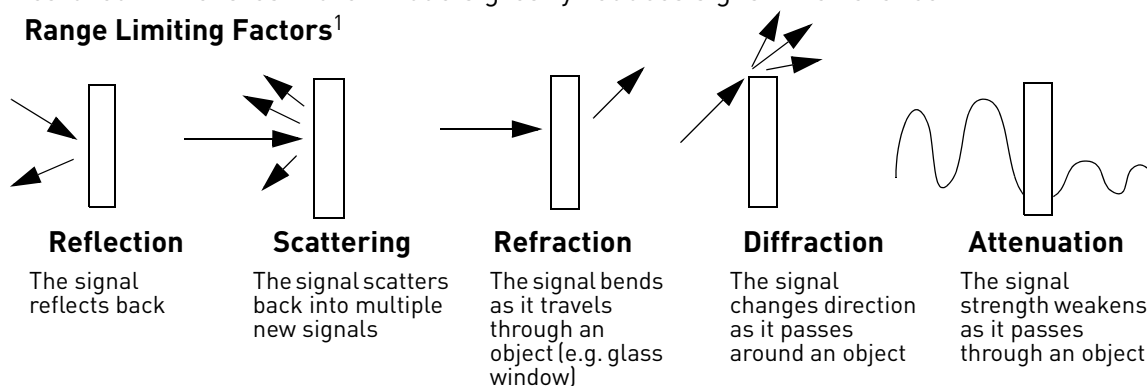 Range Limiting Factors1
Reflection
The signal
reflects back
Scattering
The signal scatters
back into multiple
new signals
Refraction
The signal bends
as it travels
through an
object (e.g. glass
window)
Diffraction
The signal
changes direction
as it passes
around an object
Attenuation
The signal
strength weakens
as it passes
through an object